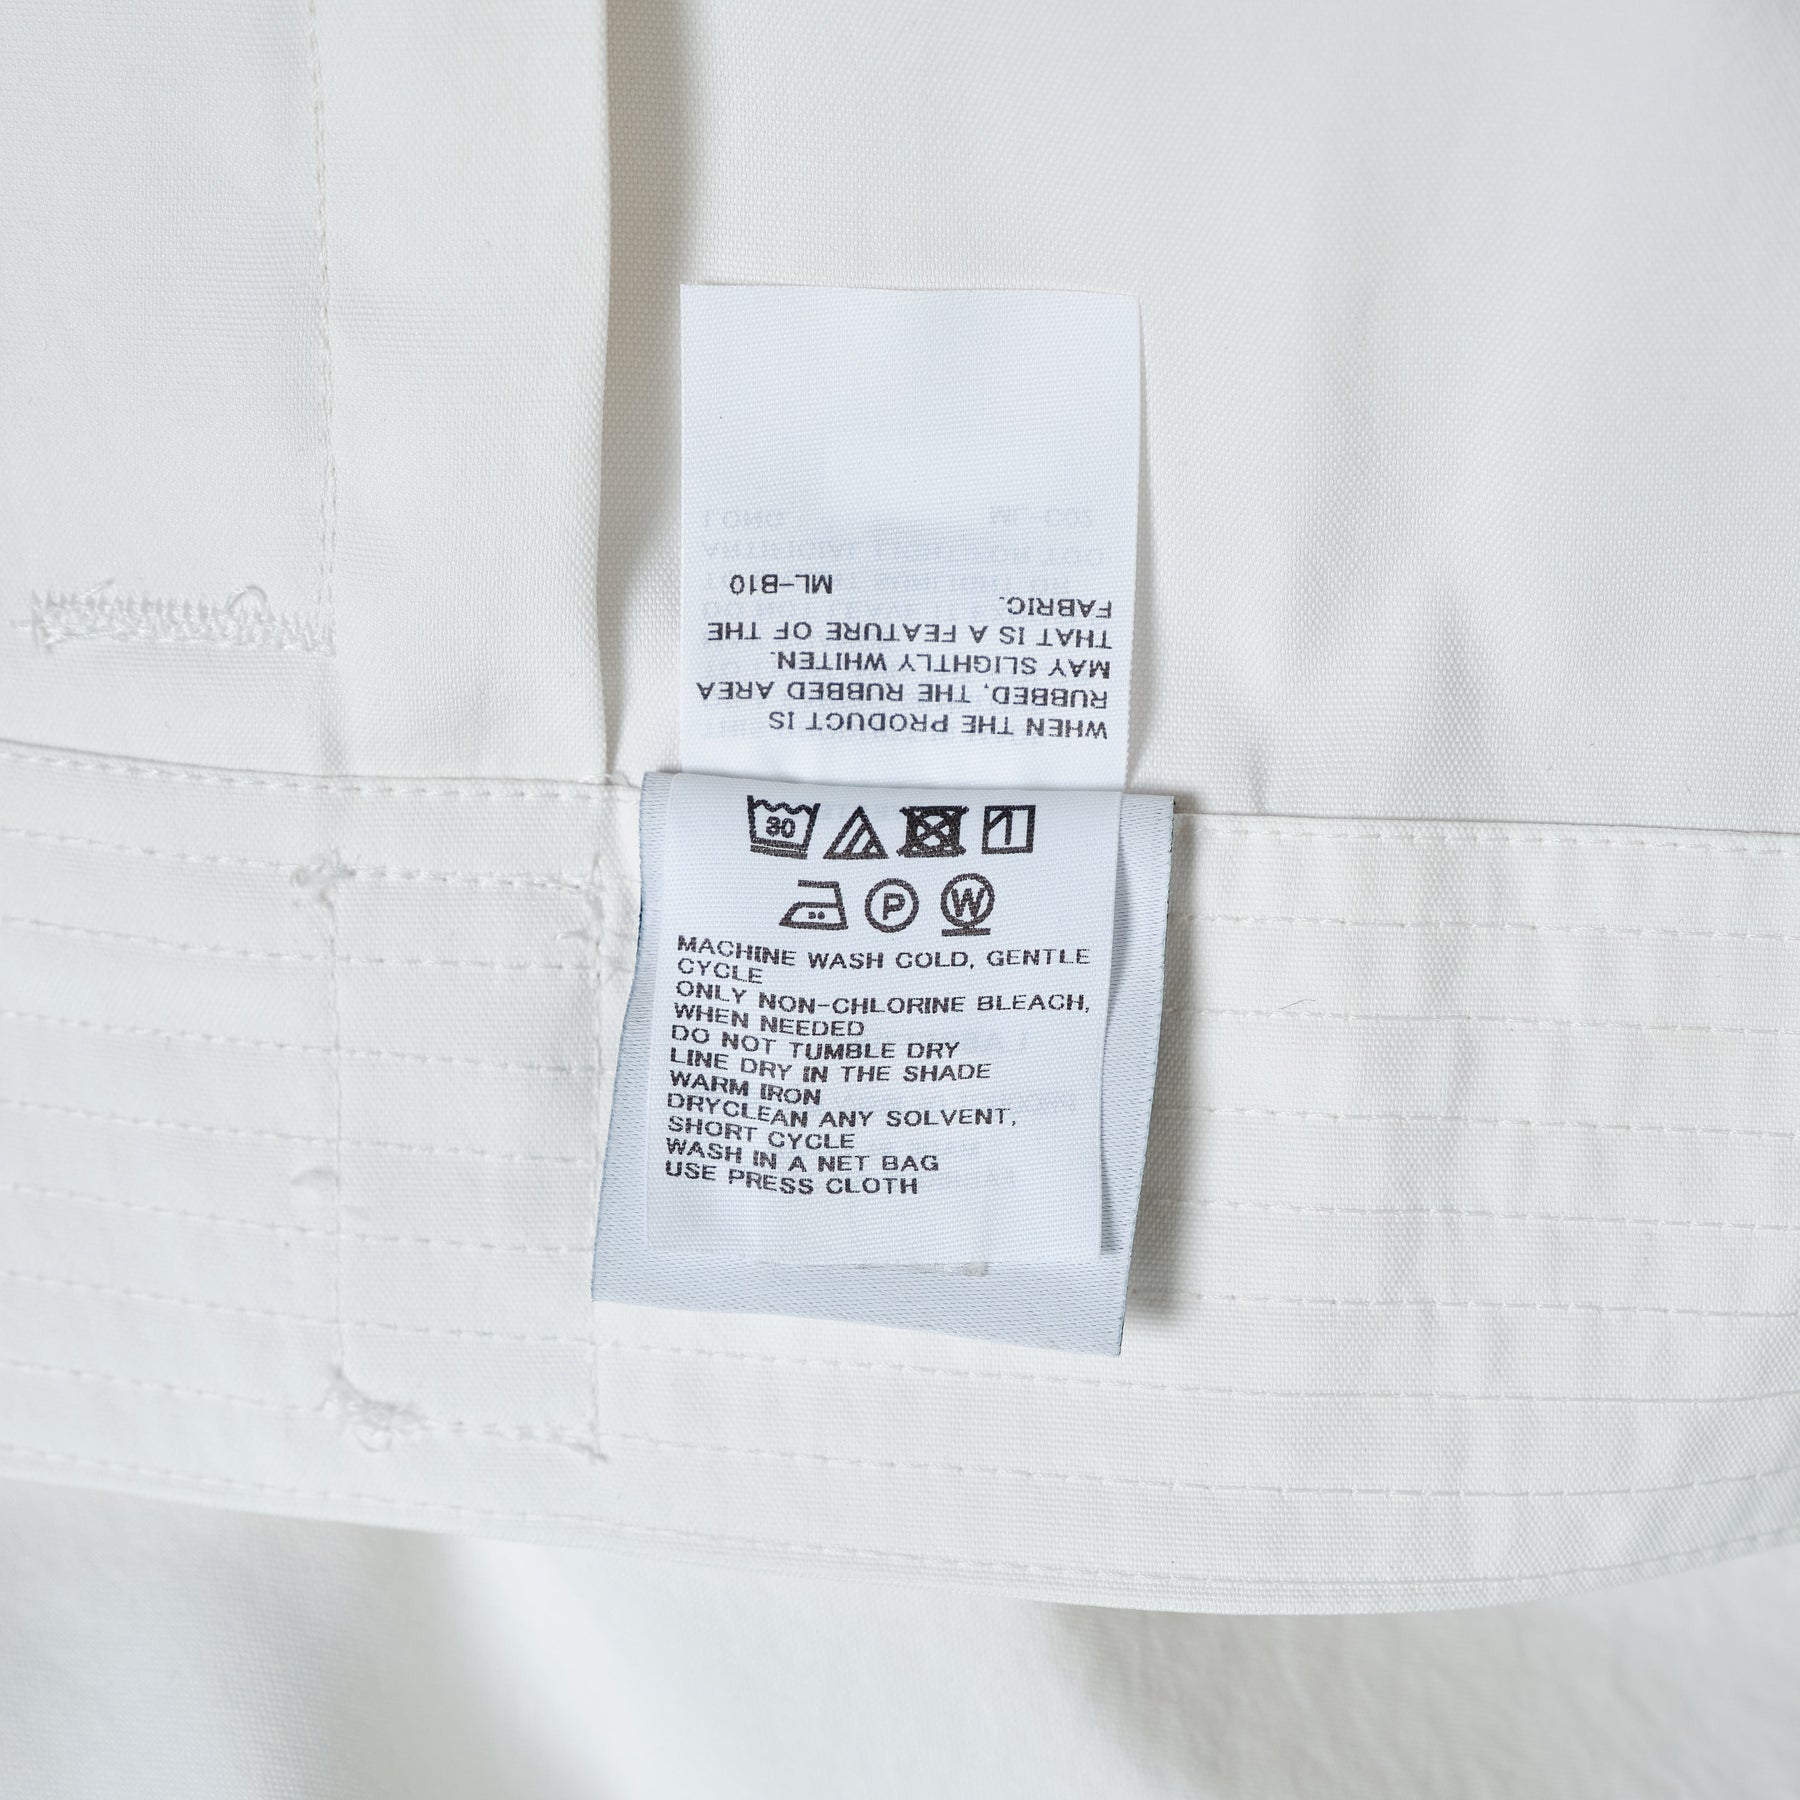 WHEN THE PRODUCT IS
RUBBED, THE RUBBED AREA
MAY SLIGHTLY WHITEN.
THAT IS A FEATURE OF THE
FABRIC.
ML-B10
30
P
W
MACHINE WASH COLD, GENTLE
CYCLE
ONLY NON-CHLORINE BLEACH,
WHEN NEEDED
DO NOT TUMBLE DRY
LINE DRY IN THE SHADE
WARM IRON
DRYCLEAN ANY SOLVENT,
SHORT CYCLE
WASH IN A NET BAG
USE PRESS CLOTH